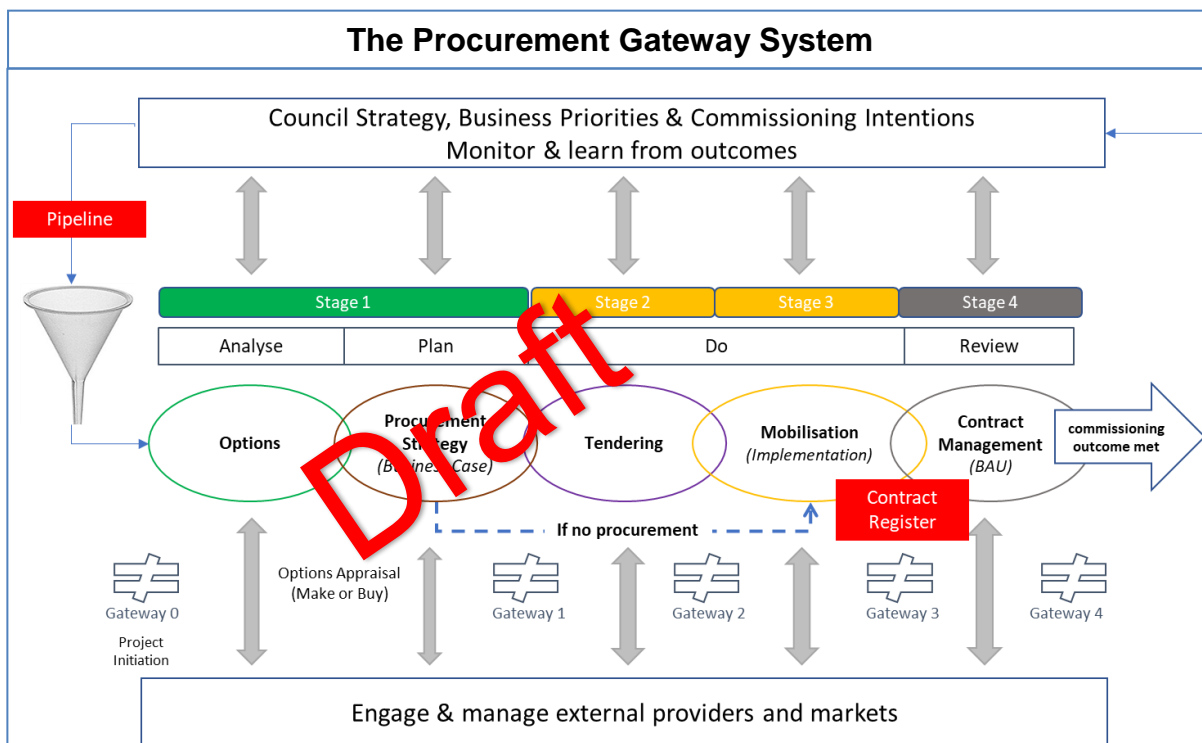 The Procurement Gateway System
Council Strategy, Business Priorities & Commissioning Intentions
Monitor & learn from outcomes
Pipeline
Stage 1
Stage 2
Stage 3
Stage 4
Analyse
Plan
Do
Review
Options
Procurement
Strategy
(Business Case)
Tendering
Mobilisation
(Implementation)
Contract
Management
(BAU)
commissioning
outcome met
Draft
Contract
Register
If no procurement
Options Appraisal
(Make or Buy)
Gateway 0
Gateway 1
Gateway 2
Gateway 3
Gateway 4
Project
Initiation
Engage & manage external providers and markets